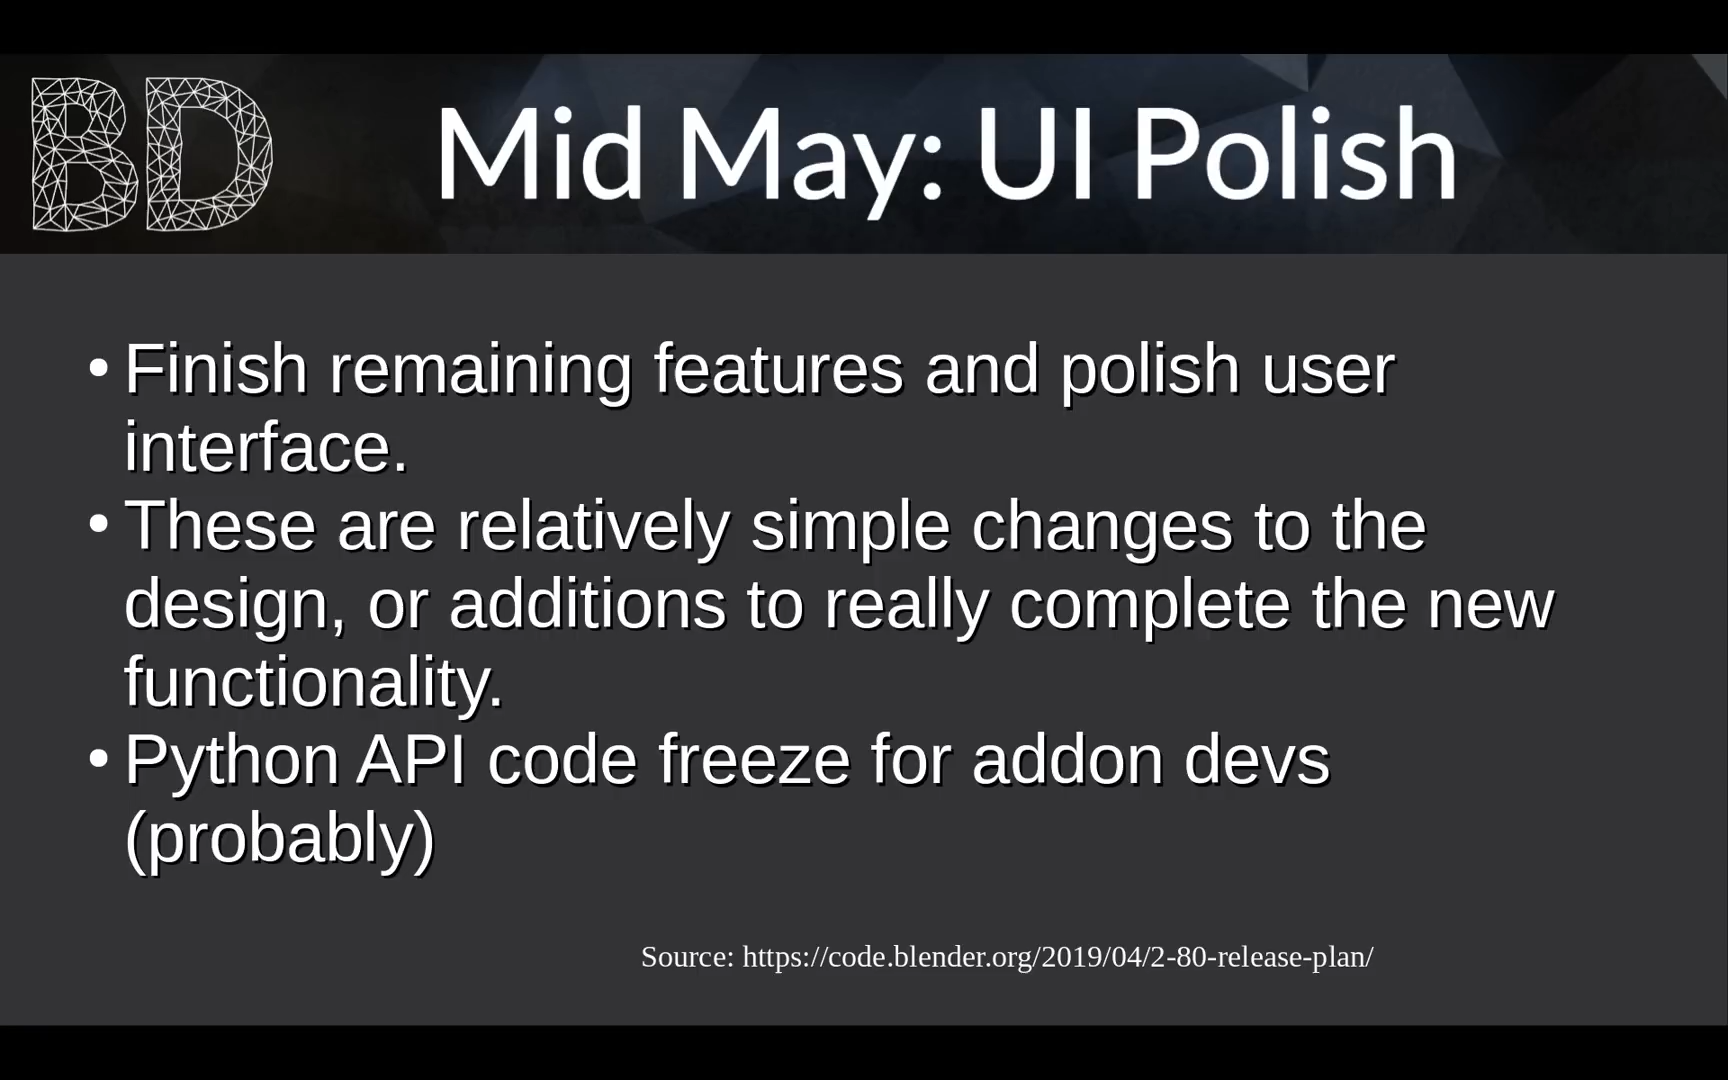 BD
Mid May: UI Polish
• Finish remaining features and polish user
interface.
• These are relatively simple changes to the
design, or additions to really complete the new
functionality.
• Python API code freeze for addon devs
(probably)
Source: https://code.blender.org/2019/04/2-80-release-plan/